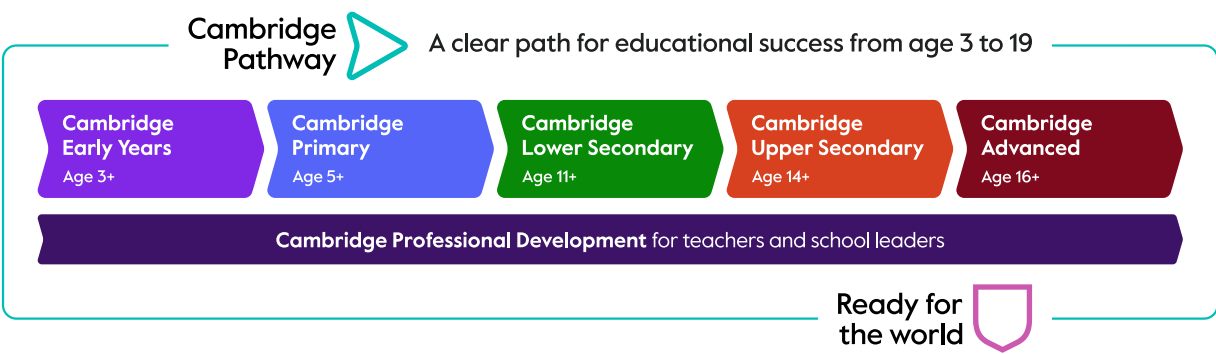 Cambridge
Pathway
A clear path for educational success from age 3 to 19
Cambridge
Early Years
Age 3+
Cambridge
Primary
Age 5+
Cambridge
Lower Secondary
Age 11+
Cambridge
Upper Secondary
Age 14+
Cambridge
Advanced
Age 16+
Cambridge Professional Development for teachers and school leaders
Ready for
the world